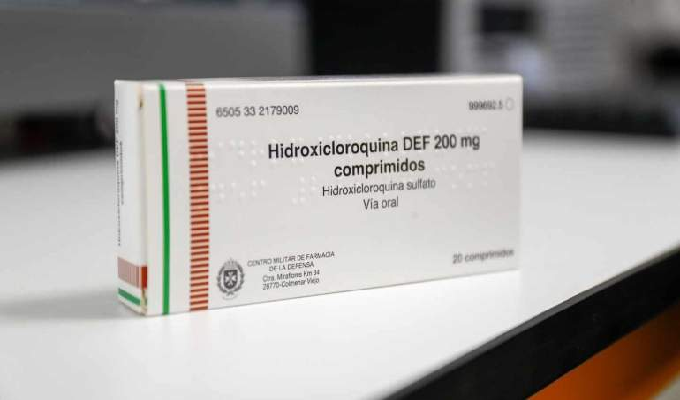 6505 33 2179009
999692.5
Hidroxicloroquina DEF 200 mg
comprimidos
Hidroxicloroquina sulfato
Vía oral
CENTRO MILITAR DE FARMACIA
DE LA DEFENSA
Ctra. Miraflores Km 34
28770-Colmenar Viejo
20 comprimidos